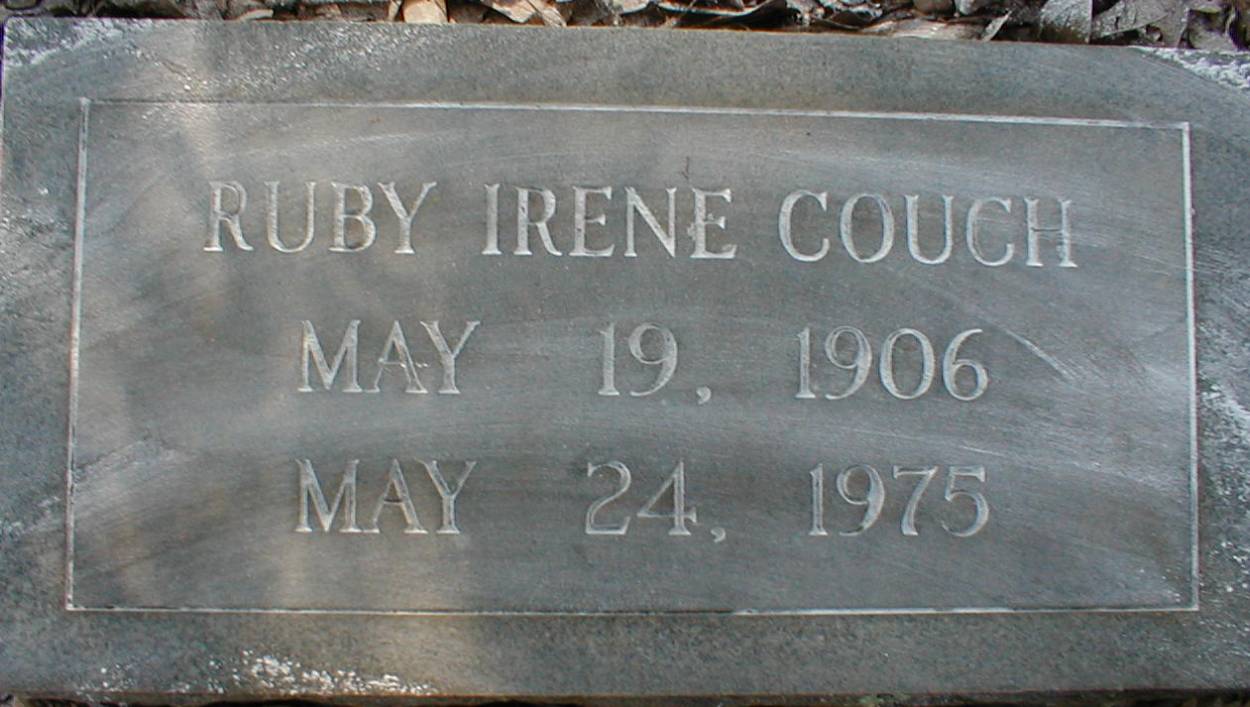 RUBY IRENE COUCH
MAY 19, 1906
MAY 24, 1975